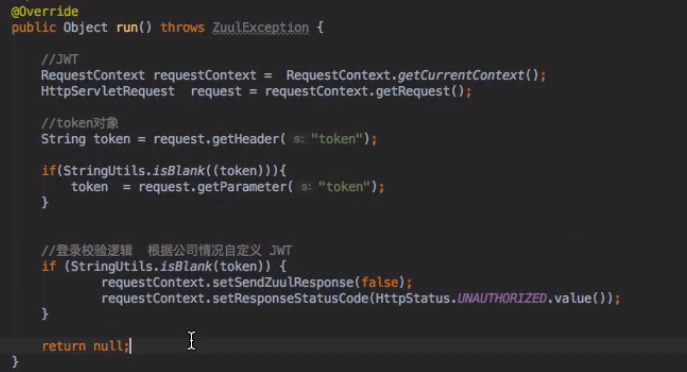 @Override
public Object run() throws ZuulException {
//JWT
RequestContext requestContext =  RequestContext.getCurrentContext();
HttpServletRequest  request = requestContext.getRequest();
//token对象
String token = request.getHeader( s: "token");
if(StringUtils.isBlank((token))){
token  = request.getParameter( s: "token");
}
//登录校验逻辑  根据公司情况自定义 JWT
if (StringUtils.isBlank(token)) {
requestContext.setSendZuulResponse(false);
requestContext.setResponseStatusCode(HttpStatus.UNAUTHORIZED.value());
}
return null;
}